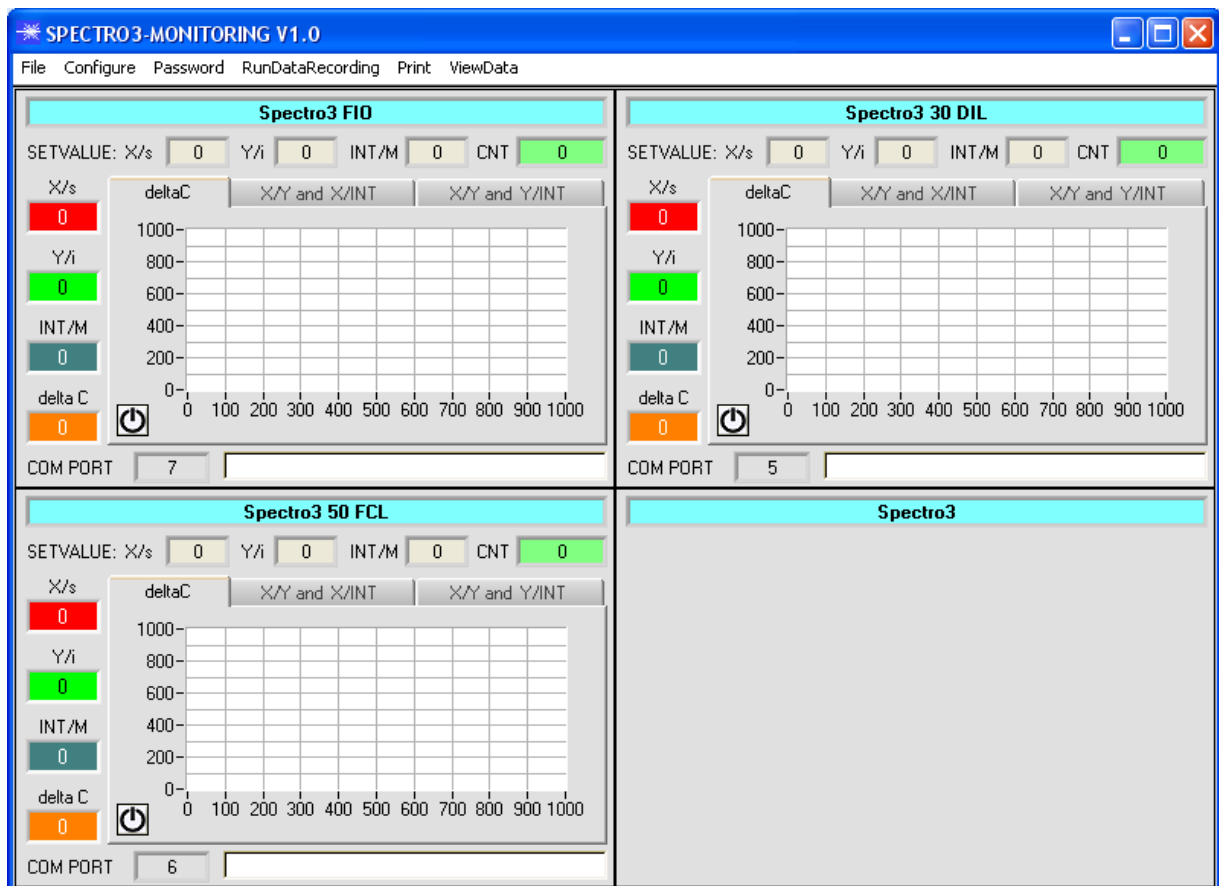 SPECTRO3-MONITORING V1.0
File Configure Password RunDataRecording Print ViewData
Spectro3 FIO
SETVALUE: X/s 0 Y/i 0 INT/M 0 CNT 0
X/s
0
Y/i
0
INT/M
0
delta C
0
deltaC X/Y and X/INT X/Y and Y/INT
1000
800
600
400
200
0
0 100 200 300 400 500 600 700 800 900 1000
COM PORT 7
Spectro3 30 DIL
SETVALUE: X/s 0 Y/i 0 INT/M 0 CNT 0
X/s
0
Y/i
0
INT/M
0
delta C
0
deltaC X/Y and X/INT X/Y and Y/INT
1000
800
600
400
200
0
0 100 200 300 400 500 600 700 800 900 1000
COM PORT 5
Spectro3 50 FCL
SETVALUE: X/s 0 Y/i 0 INT/M 0 CNT 0
X/s
0
Y/i
0
INT/M
0
delta C
0
deltaC X/Y and X/INT X/Y and Y/INT
1000
800
600
400
200
0
0 100 200 300 400 500 600 700 800 900 1000
COM PORT 6
Spectro3